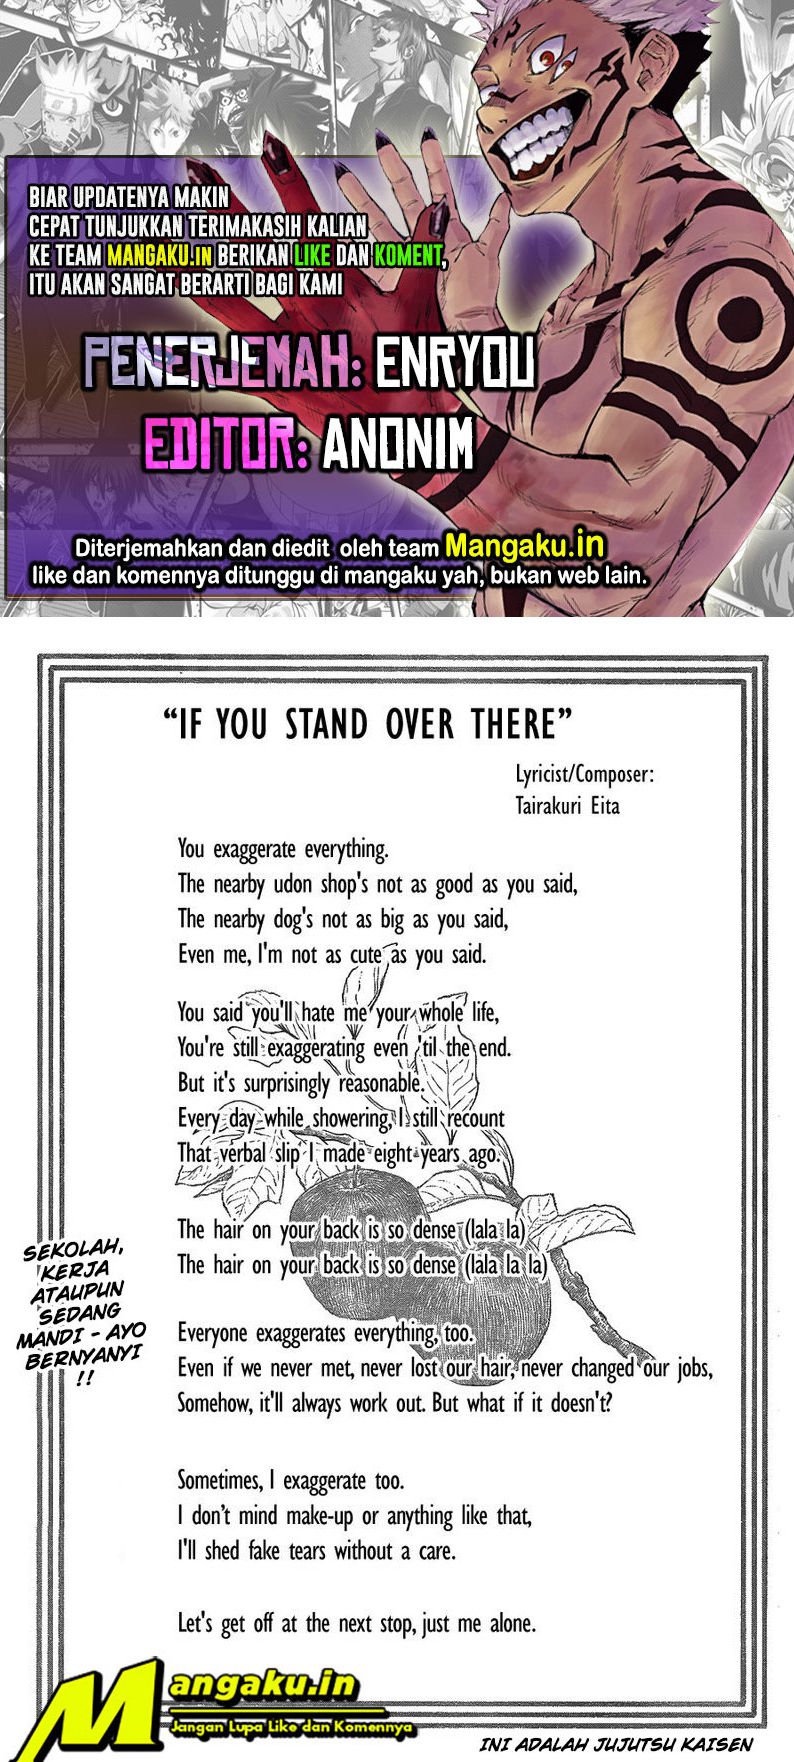 BIAR UPDATENYA MAKIN
CEPAT TUNJUKKAN TERIMAKASIH KALIAN
KE TEAM MANGAKU.in BERIKAN LIKE DAN KOMENT,
ITU AKAN SANGAT BERARTI BAGI KAMI
PENERJEMAH: ENRYOU
EDITOR: ANONIM
Diterjemahkan dan diedit oleh team Mangaku.in
like dan komennya ditunggu di mangaku yah, bukan web lain.
“IF YOU STAND OVER THERE”
Lyricist/Composer:
Tairakuri Eita
You exaggerate everything.
The nearby udon shop's not as good as you said,
The nearby dog's not as big as you said,
Even me, I'm not as cute as you said.
You said you'll hate me your whole life,
You're still exaggerating even 'til the end.
But it's surprisingly reasonable.
Every day while showering, I still recount
That verbal slip I made eight years ago.
The hair on your back is so dense (lala la)
The hair on your back is so dense (lala la la)
SEKOLAH,
KERJA
ATAUPUN
SEDANG
MANDI - AYO
BERNYANYI
!!
Everyone exaggerates everything, too.
Even if we never met, never lost our hair, never changed our jobs,
Somehow, it'll always work out. But what if it doesn't?
Sometimes, I exaggerate too.
I don’t mind make-up or anything like that,
I'll shed fake tears without a care.
Let's get off at the next stop, just me alone.
Mangaku.in
Jangan Lupa Like dan Komennya
INI ADALAH JUJUTSU KAISEN